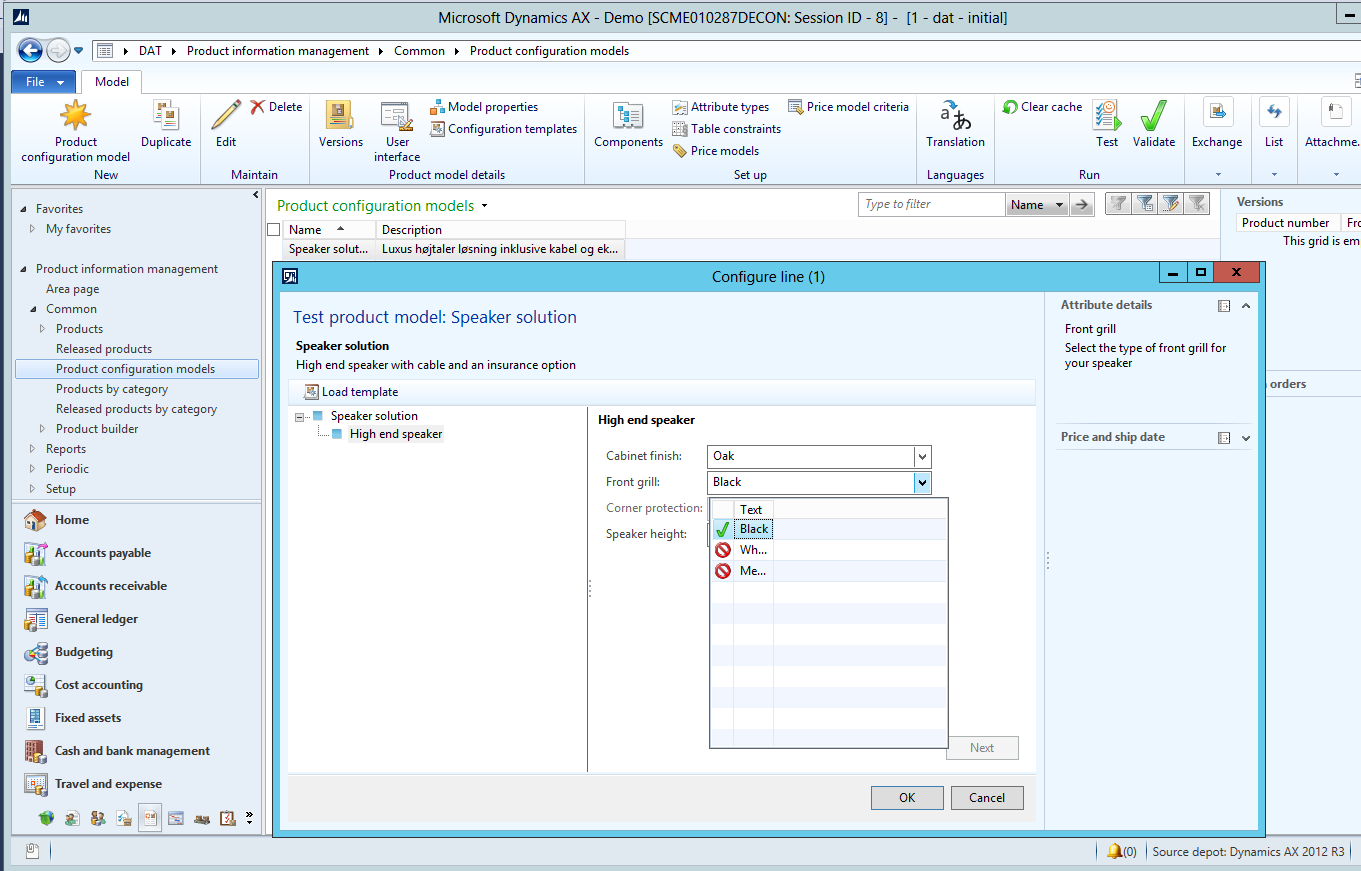 Microsoft Dynamics AX - Demo [SCME010287DECON: Session ID - 8] - [1 - dat - initial]
DAT Product information management Common Product configuration models
File Model
Product configuration model
Duplicate
New
Edit
Delete
Maintain
Versions
User interface
Model properties
Configuration templates
Product model details
Components
Attribute types
Table constraints
Price models
Price model criteria
Set up
Translation
Languages
Clear cache
Test
Validate
Run
Exchange
List
Attachme...
Favorites
My favorites
Product information management
Area page
Common
Products
Released products
Product configuration models
Products by category
Released products by category
Product builder
Reports
Periodic
Setup
Home
Accounts payable
Accounts receivable
General ledger
Budgeting
Cost accounting
Fixed assets
Cash and bank management
Travel and expense
Product configuration models
Type to filter
Name
Name Description
Speaker solut... Luxus højtaler løsning inklusive kabel og ek...
Versions
Product number Fro
This grid is em
orders
Configure line (1)
Test product model: Speaker solution
Speaker solution
High end speaker with cable and an insurance option
Load template
Speaker solution
High end speaker
High end speaker
Cabinet finish: Oak
Front grill: Black
Corner protection:
Speaker height:
Text
Black
Wh...
Me...
Next
OK Cancel
Attribute details
Front grill
Select the type of front grill for
your speaker
Price and ship date
(0) Source depot: Dynamics AX 2012 R3